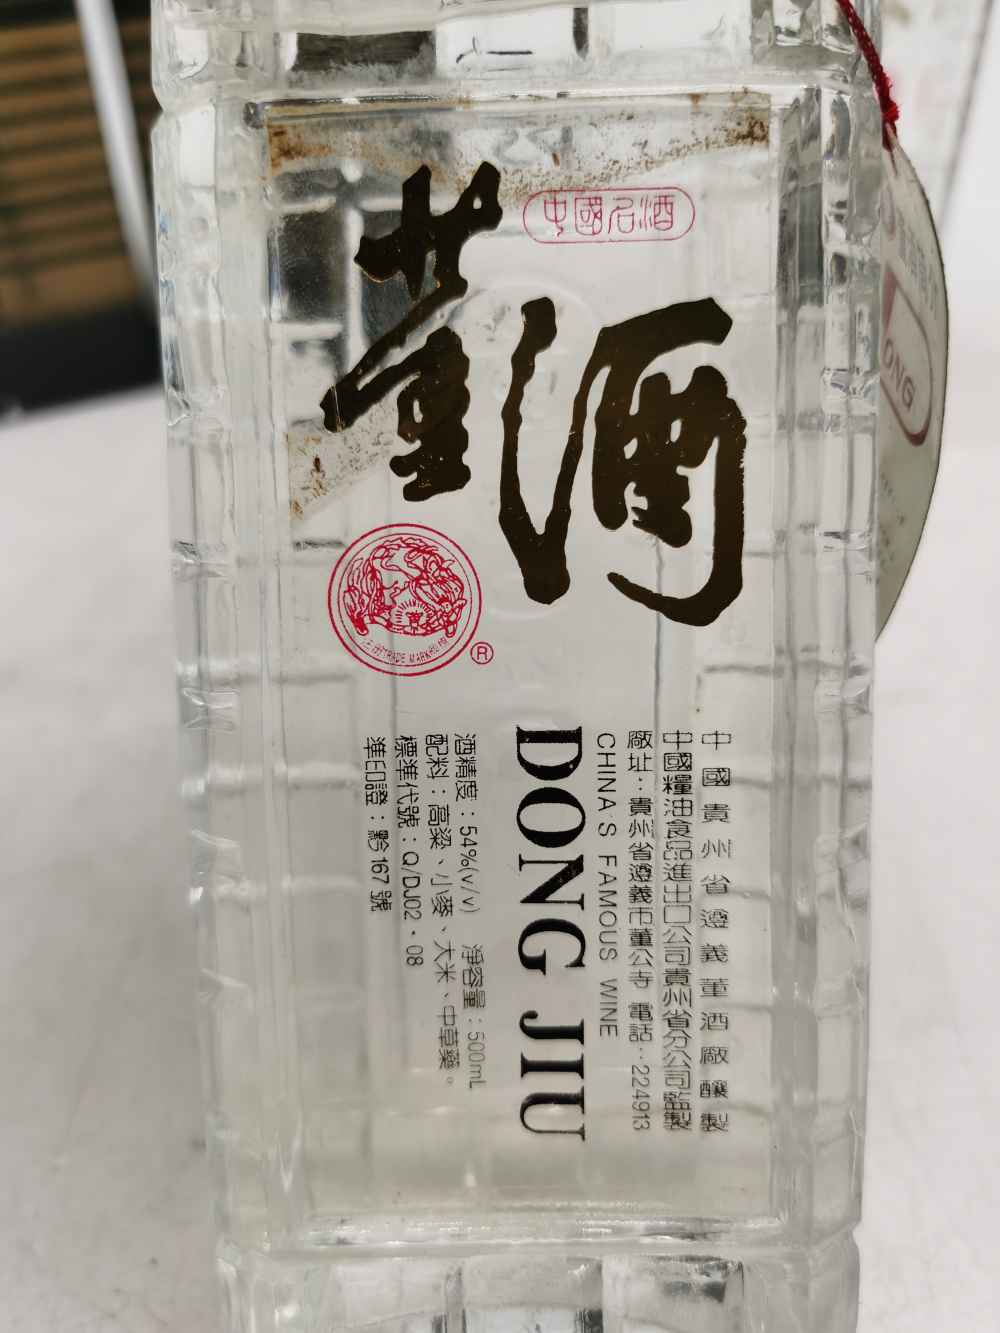 中國名酒
董酒
TRADE MARK
®
中國貴州省遵義董酒廠釀製
中國糧油食品進出口公司貴州省分公司監製
廠址：貴州省遵義市董公寺 電話：224913
CHINA'S FAMOUS WINE
DONG JIU
酒精度：54%(v/v) 淨容量：500mL
配料：高粱、小麥、大米、中草藥。
標準代號：Q/DJ02·08
準印證：黔167號
ONG